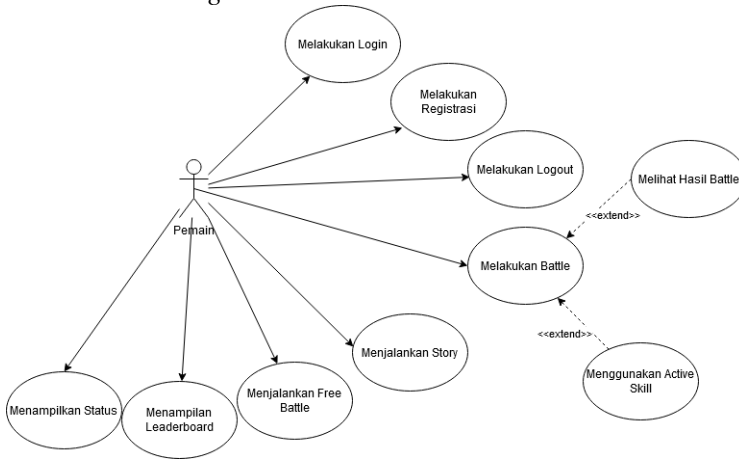 Melakukan Login
Melakukan
Registrasi
Melakukan Logout
Melihat Hasil Battle
<<extend>>
Pemain
Melakukan Battle
<<extend>>
Menjalankan Story
Menggunakan Active
Skill
Menampilkan Status
Menampilan
Leaderboard
Menjalankan Free
Battle